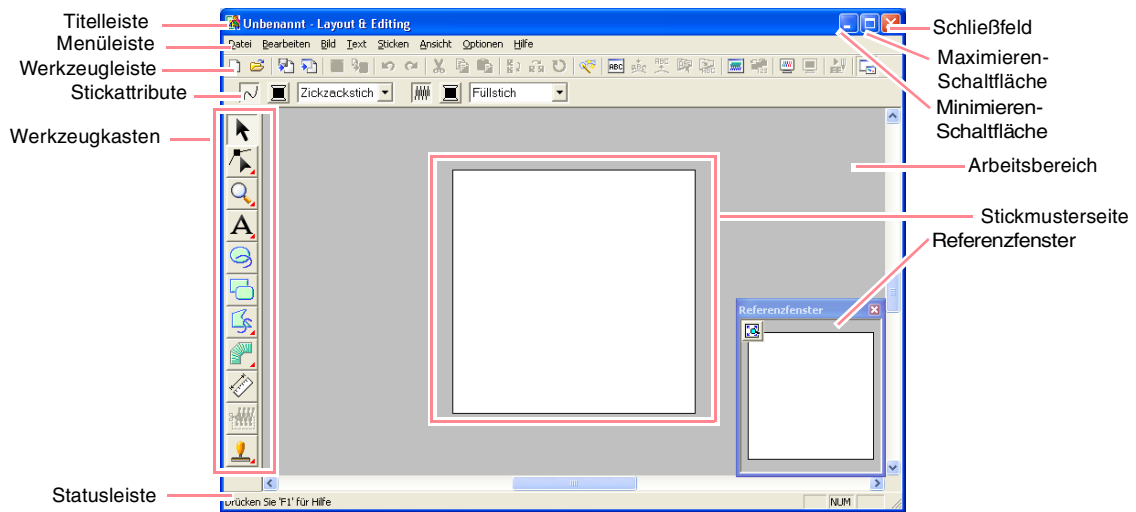 Titelleiste
Menüleiste
Werkzeugleiste
Stickattribute
Werkzeugkasten
Statusleiste
Unbenannt - Layout & Editing
Datei Bearbeiten Bild Text Sticken Ansicht Optionen Hilfe
ABC
Zickzackstich
Füllstich
A
Referenzfenster
Drücken Sie 'F1' für Hilfe
NUM
Schließfeld
Maximieren-
Schaltfläche
Minimieren-
Schaltfläche
Arbeitsbereich
Stickmusterseite
Referenzfenster